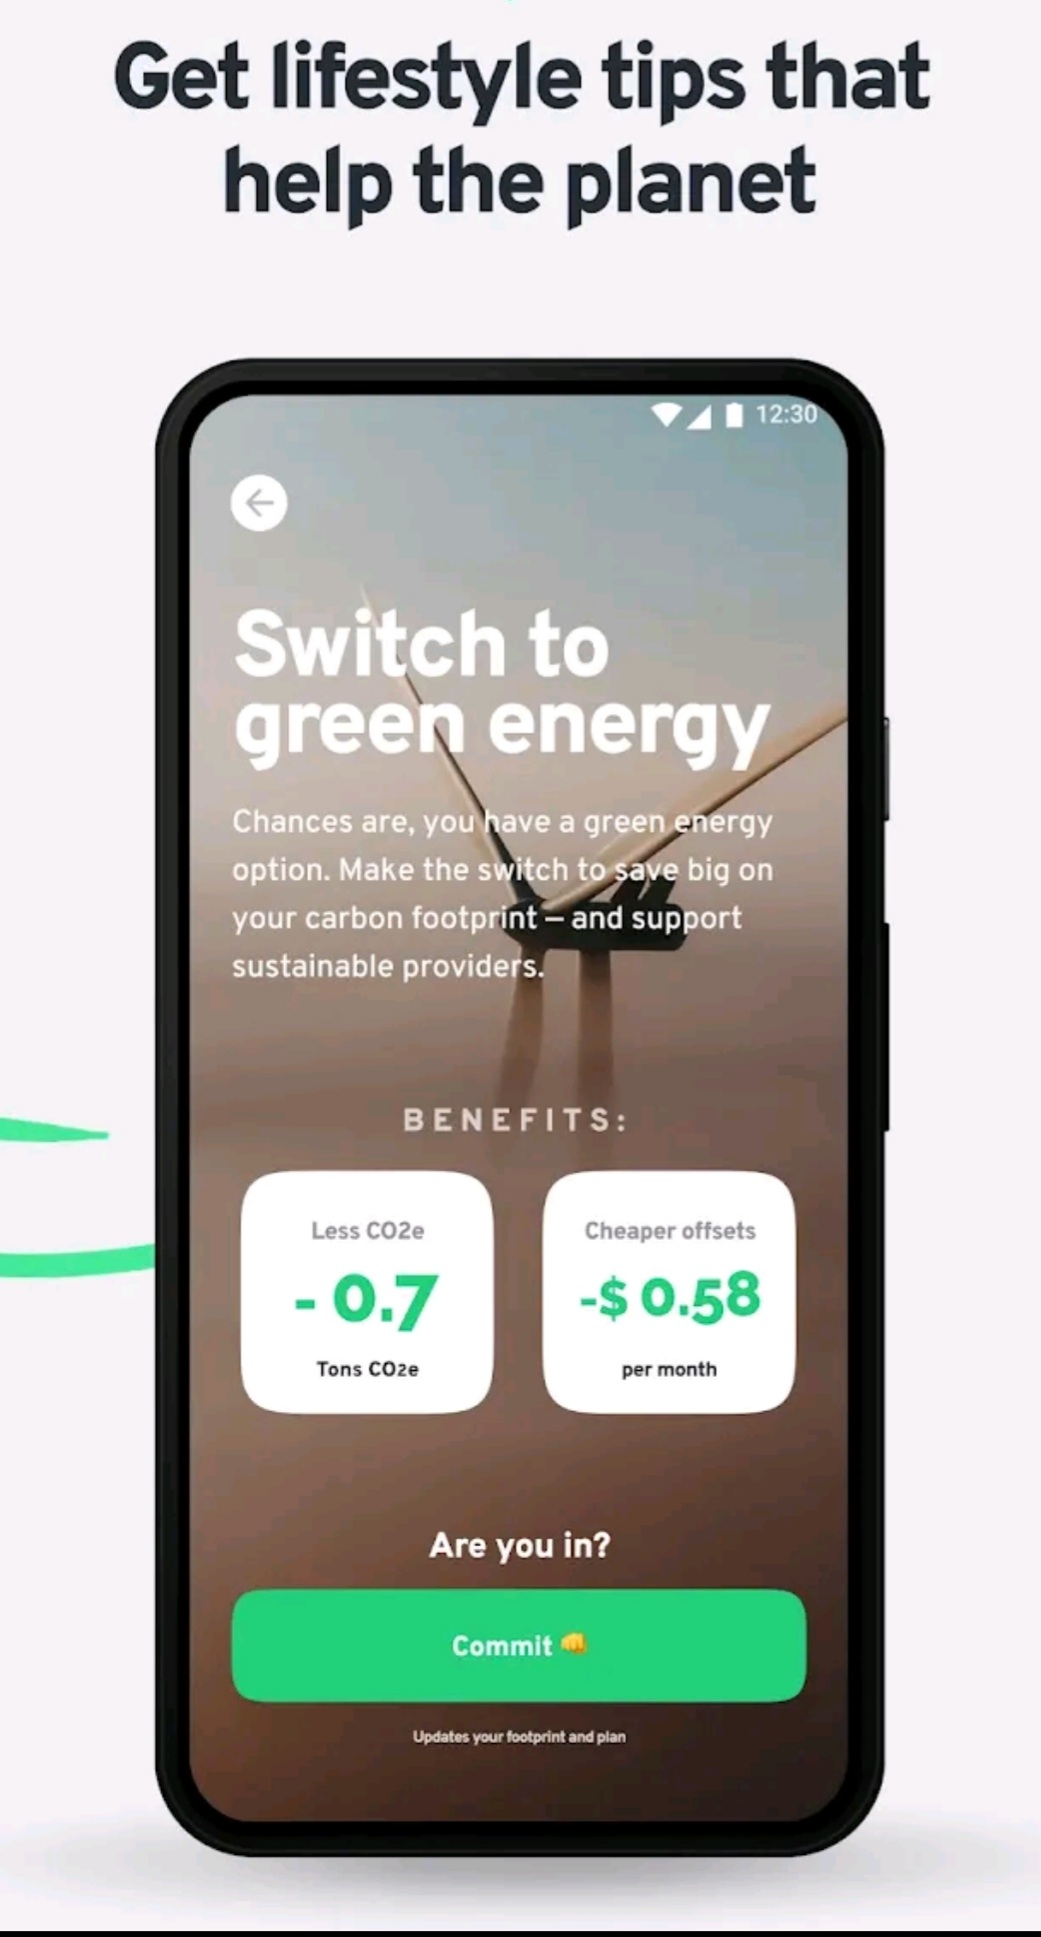 Get lifestyle tips that
help the planet
12:30
Switch to
green energy
Chances are, you have a green energy
option. Make the switch to save big on
your carbon footprint – and support
sustainable providers.
BENEFITS:
Less CO2e
- 0.7
Tons CO2e
Cheaper offsets
-$ 0.58
per month
Are you in?
Commit 👊
Updates your footprint and plan